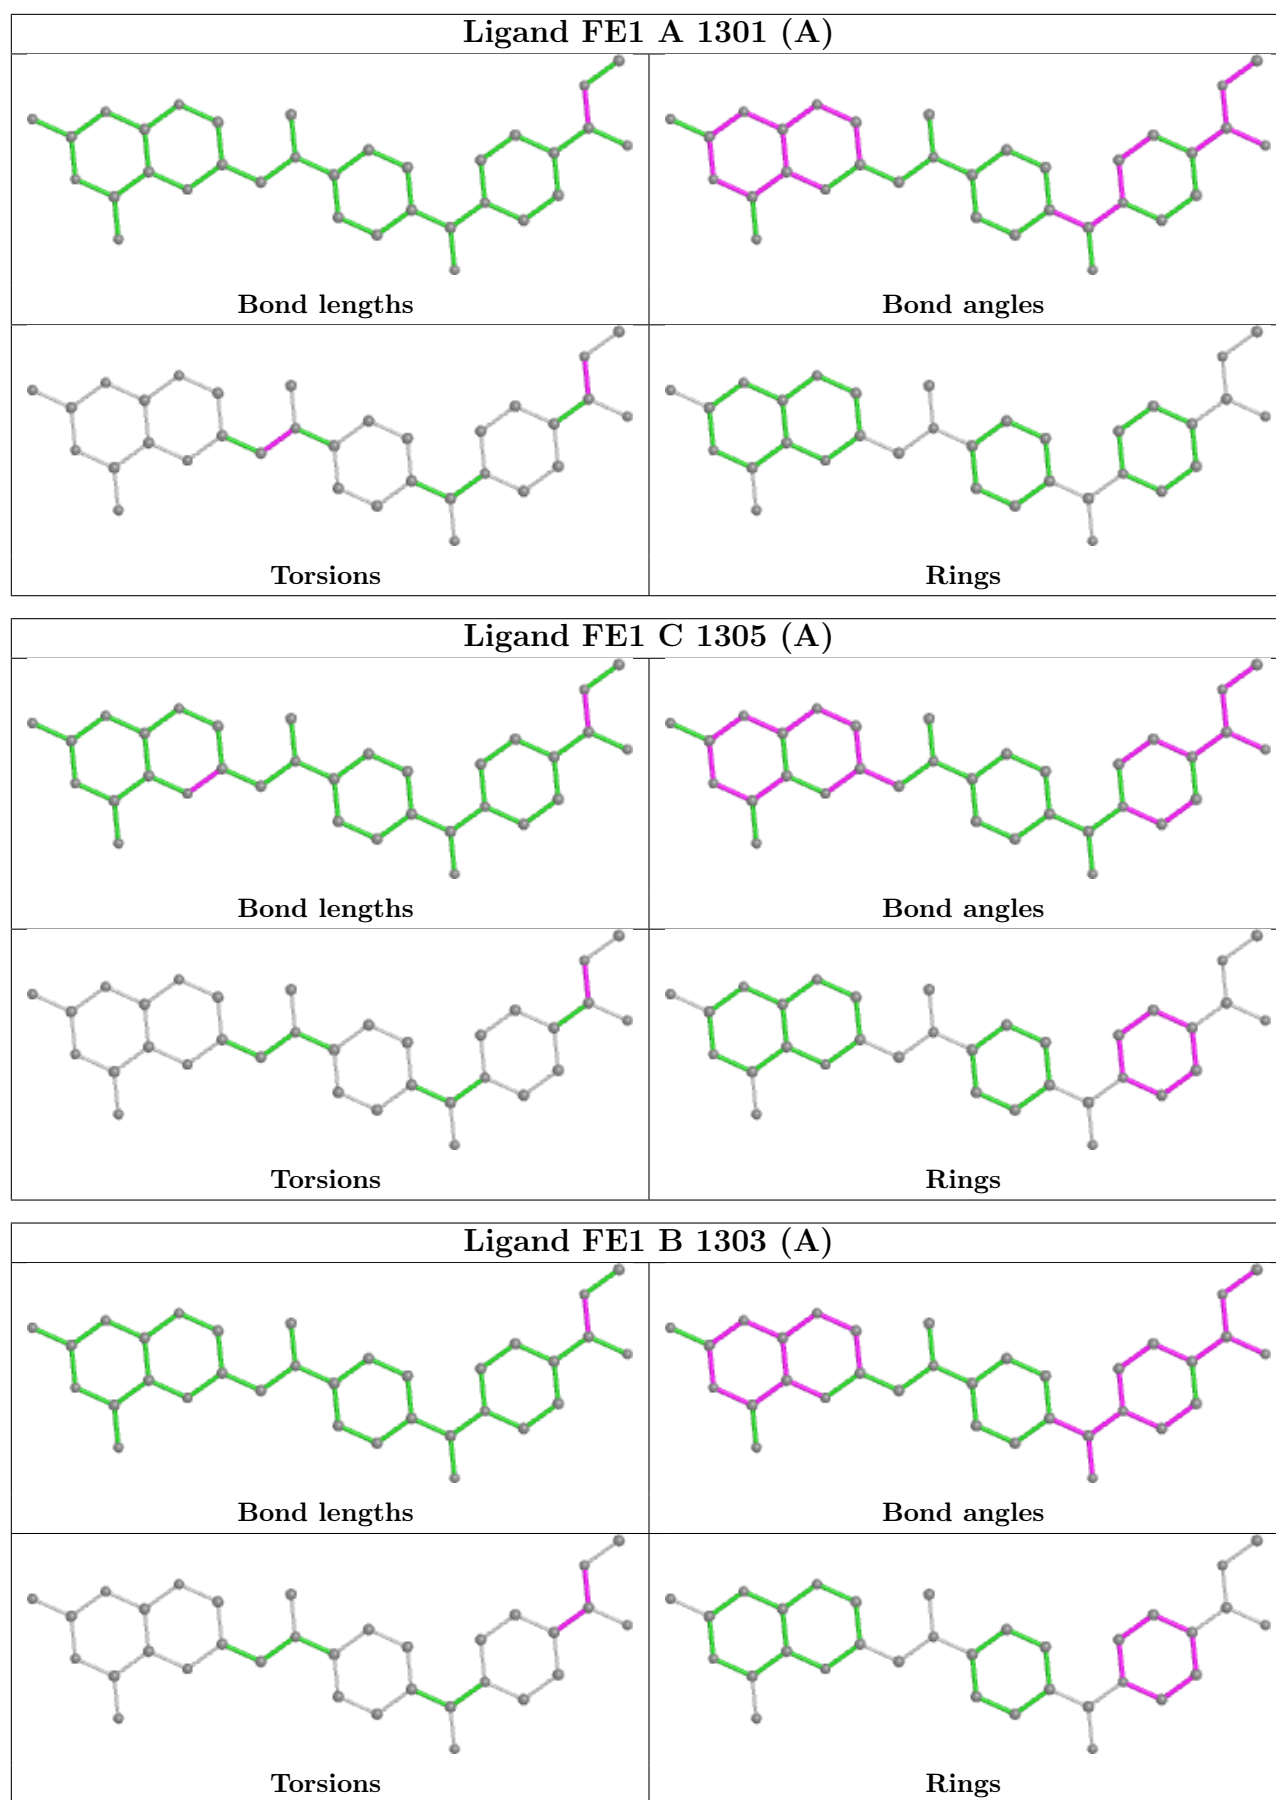 Ligand FE1 A 1301 (A)
Bond lengths
Bond angles
Torsions
Rings
Ligand FE1 C 1305 (A)
Bond lengths
Bond angles
Torsions
Rings
Ligand FE1 B 1303 (A)
Bond lengths
Bond angles
Torsions
Rings